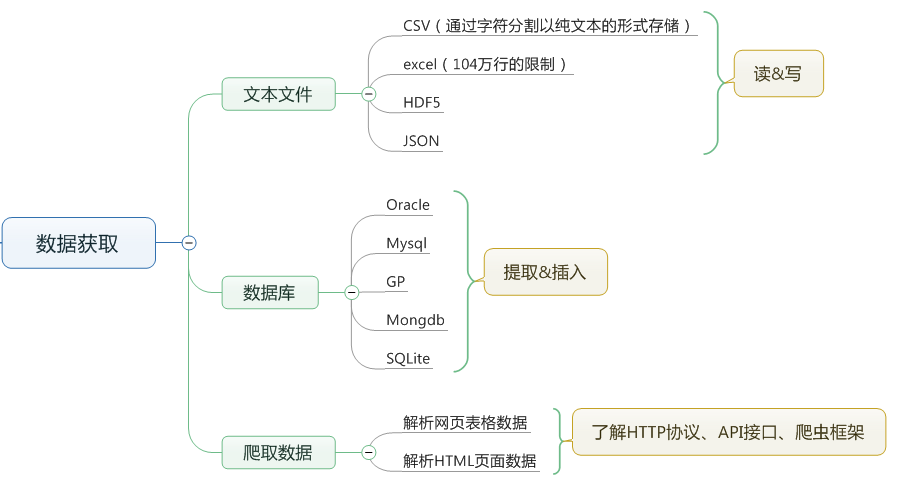 数据获取
文本文件
CSV（通过字符分割以纯文本的形式存储）
excel（104万行的限制）
HDF5
JSON
读&写
数据库
Oracle
Mysql
GP
Mongdb
SQLite
提取&插入
爬取数据
解析网页表格数据
解析HTML页面数据
了解HTTP协议、API接口、爬虫框架